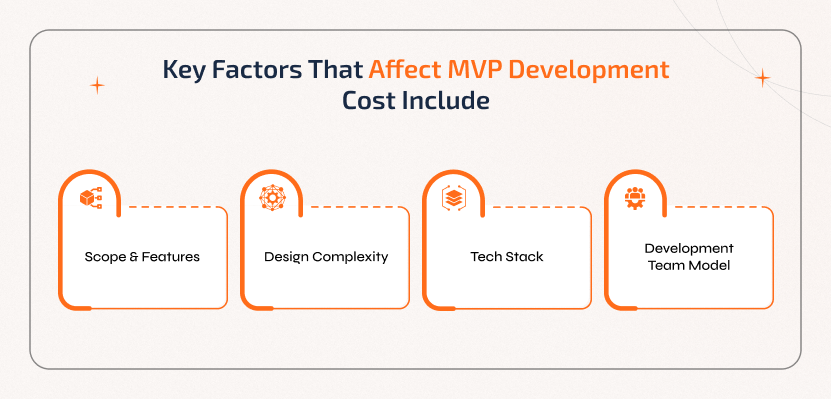 Key Factors That Affect MVP Development
Cost Include
Scope & Features
Design Complexity
Tech Stack
Development
Team Model